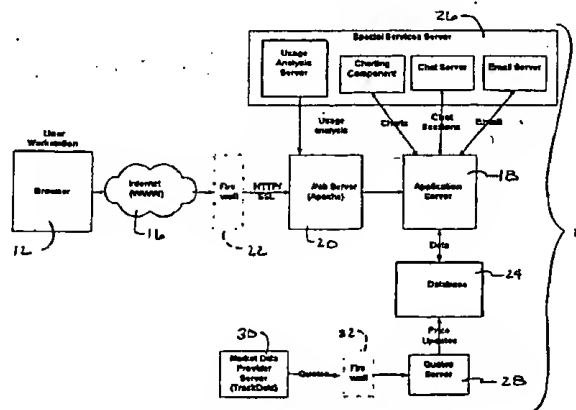 26
Special Services Server
Usage
Analysis
Server
Charting
Component
Chat Server
Email Server
User
Workstation
Usage
analysis
Charts
Chat
Sessions
Email
Browser
Internet
(WWW)
Fire
wall
HTTP/
SSL
Web Server
(Apache)
Application
Server
18
12
16
22
20
Data
Database
24
Price
Updates
30
32
Market Data
Provider
Server
(TrackData)
Quotes
Fire
wall
Quotes
Server
28